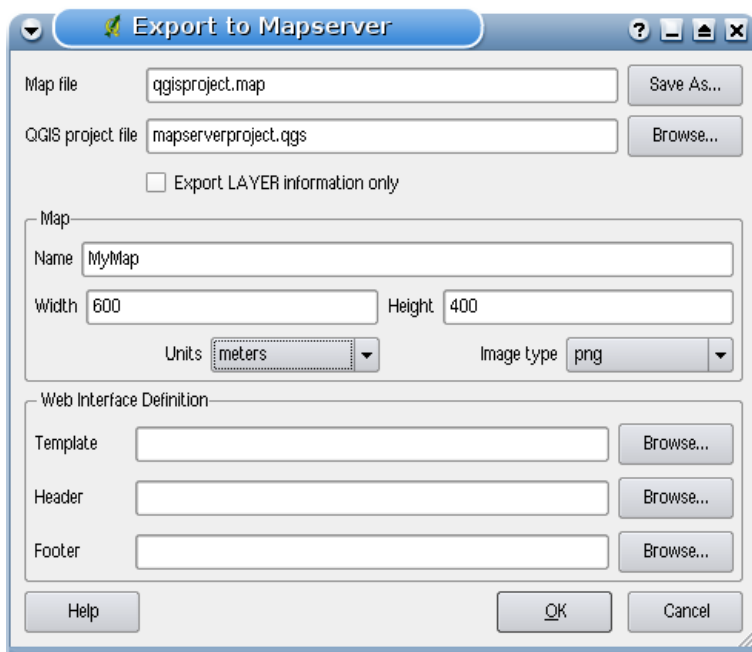 Export to Mapserver
Map file qgisproject.map Save As...
QGIS project file mapserverproject.qgs Browse...
Export LAYER information only
Map
Name MyMap
Width 600 Height 400
Units meters Image type png
Web Interface Definition
Template Browse...
Header Browse...
Footer Browse...
Help OK Cancel